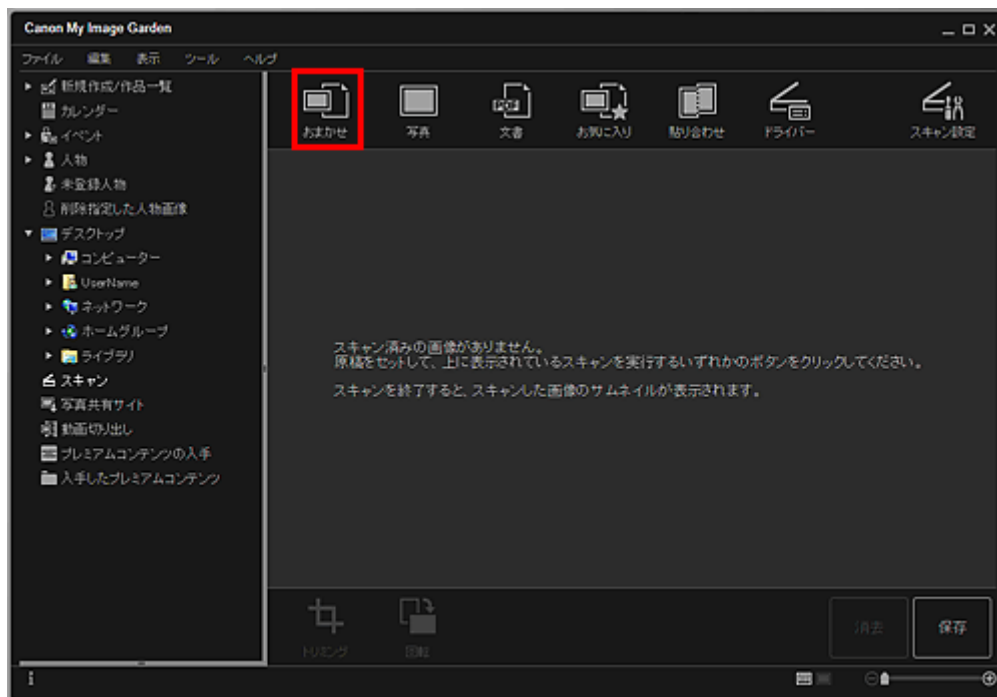 Canon My Image Garden
ファイル 編集 表示 ツール ヘルプ
新規作成/作品一覧
カレンダー
イベント
人物
未登録人物
削除指定した人物画像
デスクトップ
コンピューター
UserName
ネットワーク
ホームグループ
ライブラリ
スキャン
写真共有サイト
動画切り出し
プレミアムコンテンツの入手
入手したプレミアムコンテンツ
おまかせ 写真 文書 お気に入り 貼り合わせ ドライバー スキャン設定
PDF
スキャン済みの画像がありません。
原稿をセットして、上に表示されているスキャンを実行するいずれかのボタンをクリックしてください。
スキャンを終了すると、スキャンした画像のサムネイルが表示されます。
トリミング 回転 消去 保存